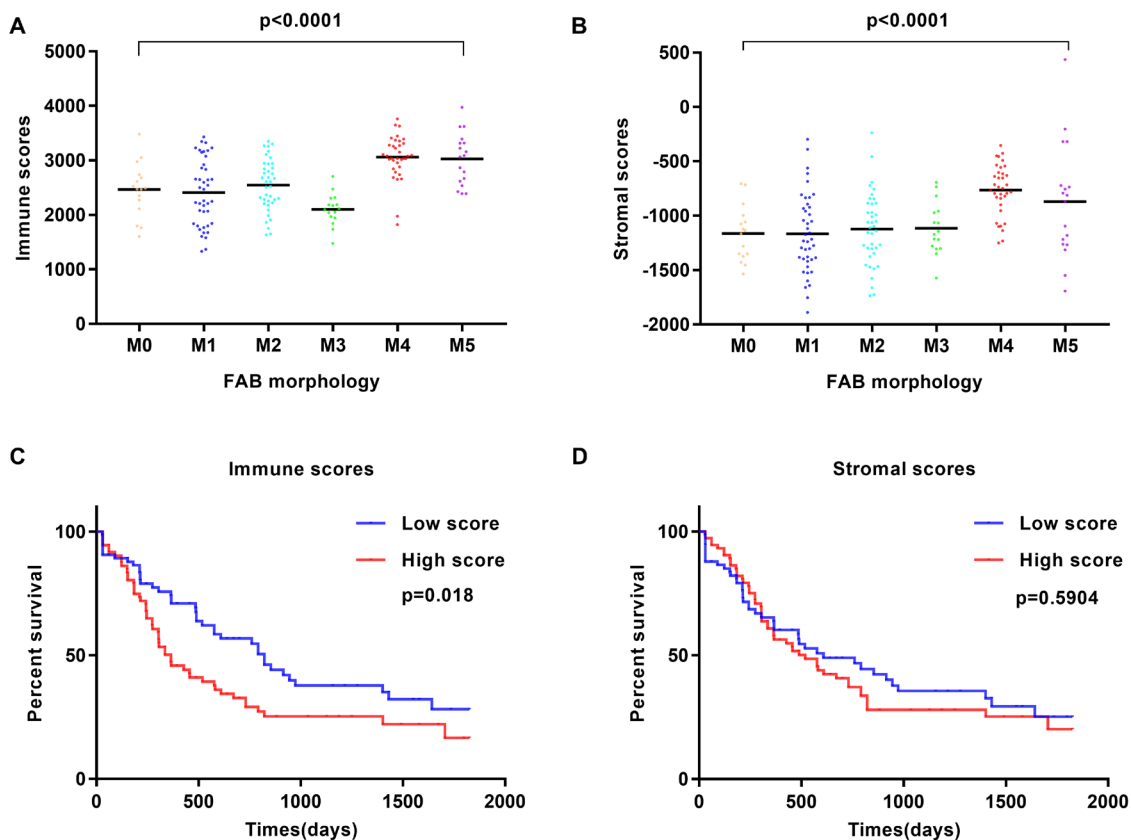 A
p<0.0001
Immune scores
5000
4000
3000
2000
1000
0
M0 M1 M2 M3 M4 M5
FAB morphology
B
p<0.0001
Stromal scores
500
0
-500
-1000
-1500
-2000
M0 M1 M2 M3 M4 M5
FAB morphology
C
Immune scores
Percent survival
100
50
0
Low score
High score
p=0.018
0 500 1000 1500 2000
Times(days)
D
Stromal scores
Percent survival
100
50
0
Low score
High score
p=0.5904
0 500 1000 1500 2000
Times(days)